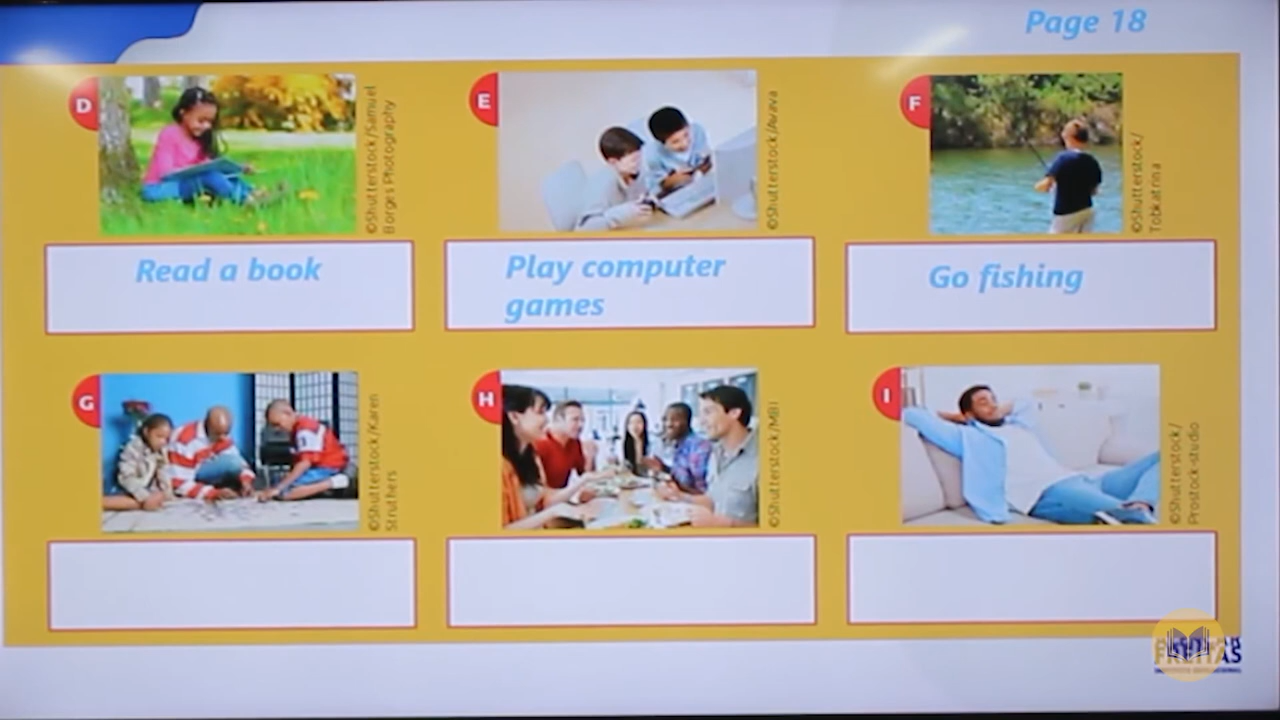 Page 18
D
©Shutterstock/Samuel
Borges Photography
E
©Shutterstock/Avava
F
©Shutterstock/
Tobkatrina
Read a book
Play computer
games
Go fishing
G
©Shutterstock/Karen
Struthers
H
©Shutterstock/MBI
I
©Shutterstock/
Prostock-studio
FREITAS